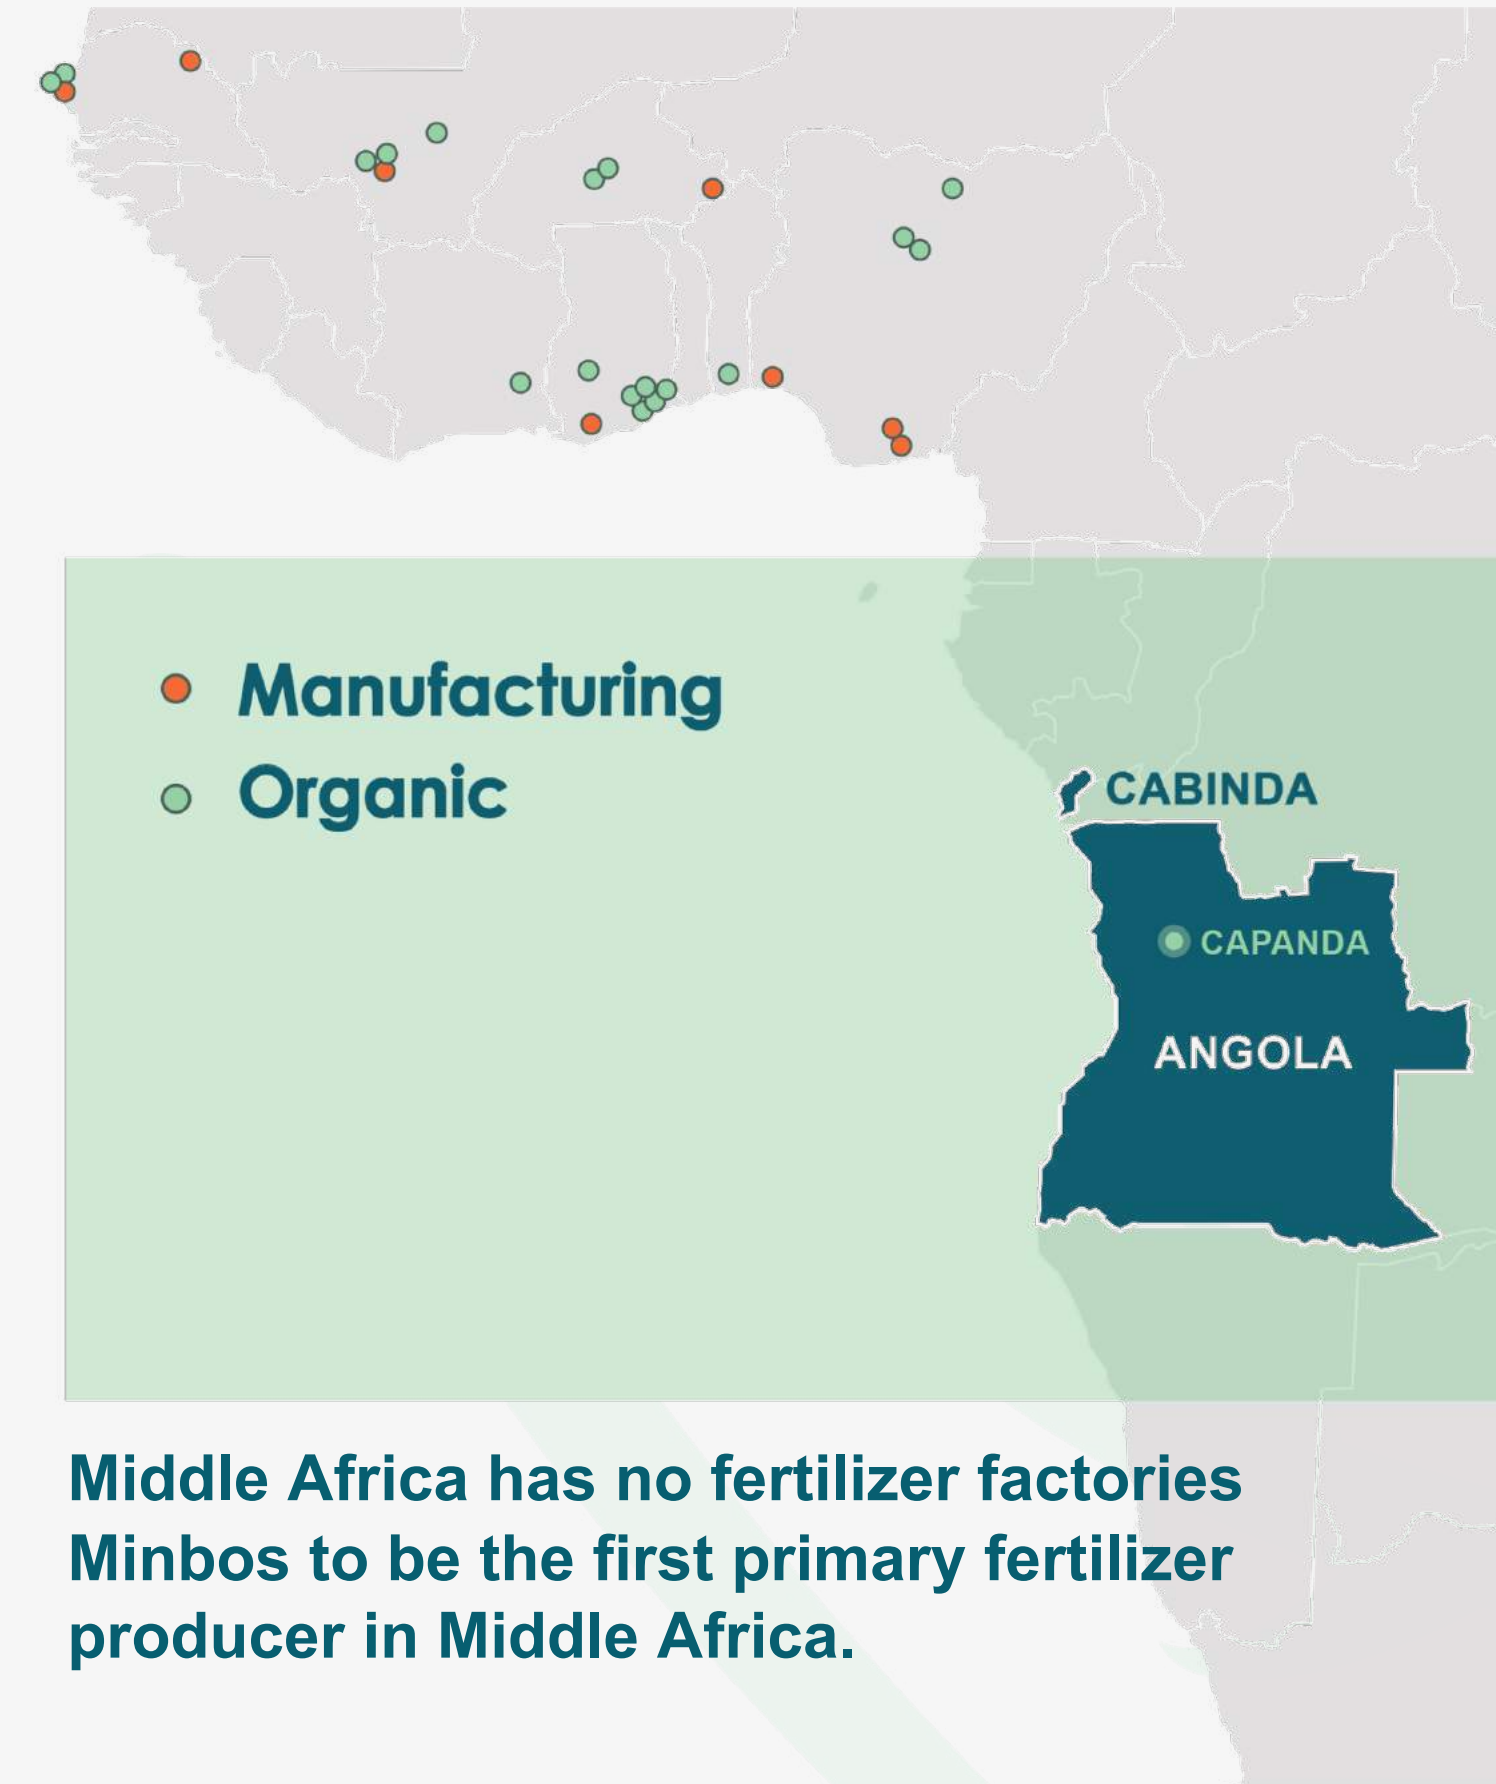 Manufacturing
Organic
CABINDA
CAPANDA
ANGOLA
Middle Africa has no fertilizer factories
Minbos to be the first primary fertilizer
producer in Middle Africa.